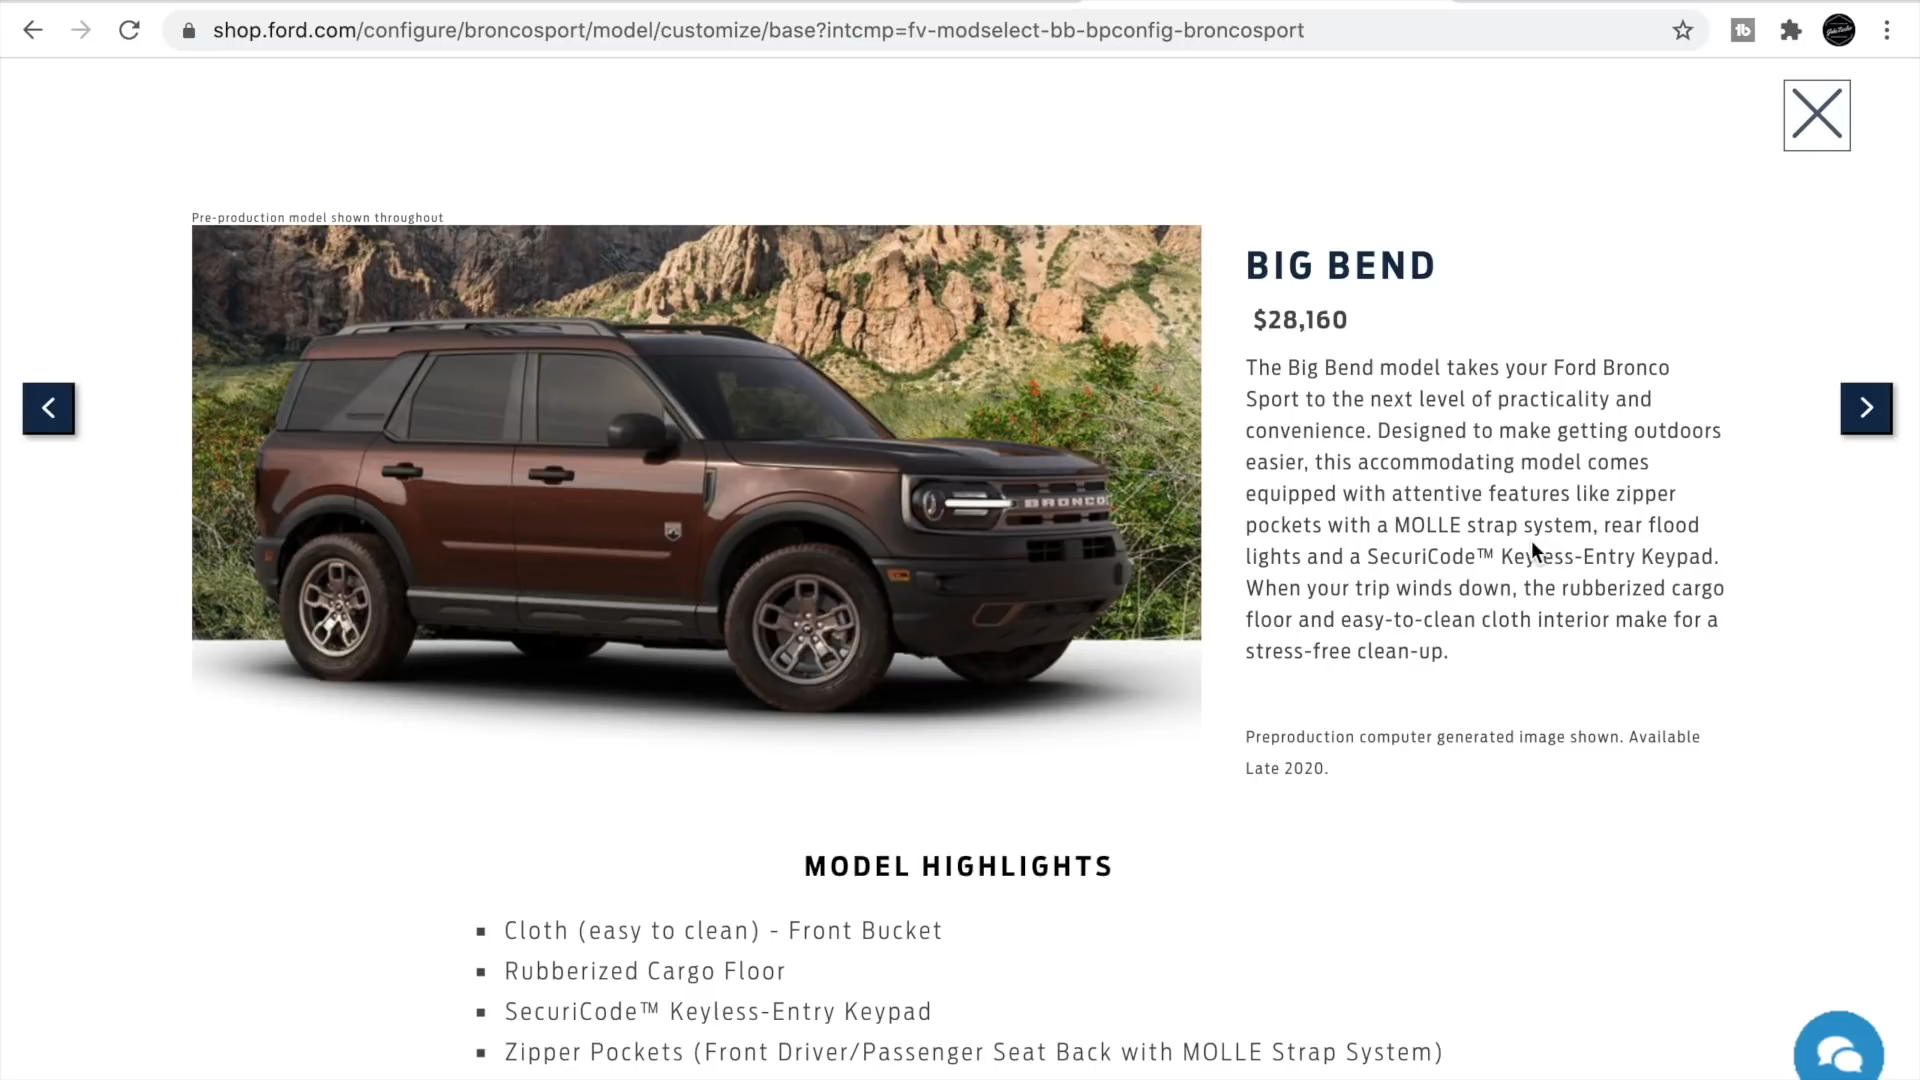 shop.ford.com/configure/broncosport/model/customize/base?intcmp=fv-modselect-bb-bpconfig-broncosport
Pre-production model shown throughout
BRONCO
BIG BEND
$28,160
The Big Bend model takes your Ford Bronco
Sport to the next level of practicality and
convenience. Designed to make getting outdoors
easier, this accommodating model comes
equipped with attentive features like zipper
pockets with a MOLLE strap system, rear flood
lights and a SecuriCode™ Keyless-Entry Keypad.
When your trip winds down, the rubberized cargo
floor and easy-to-clean cloth interior make for a
stress-free clean-up.
Preproduction computer generated image shown. Available
Late 2020.
MODEL HIGHLIGHTS
▪ Cloth (easy to clean) - Front Bucket
▪ Rubberized Cargo Floor
▪ SecuriCode™ Keyless-Entry Keypad
▪ Zipper Pockets (Front Driver/Passenger Seat Back with MOLLE Strap System)